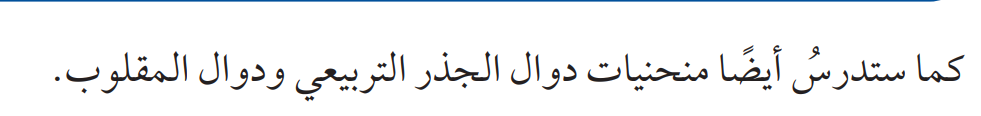 كما ستدرسُ أيضًا منحنيات دوال الجذر التربيعي ودوال المقلوب.